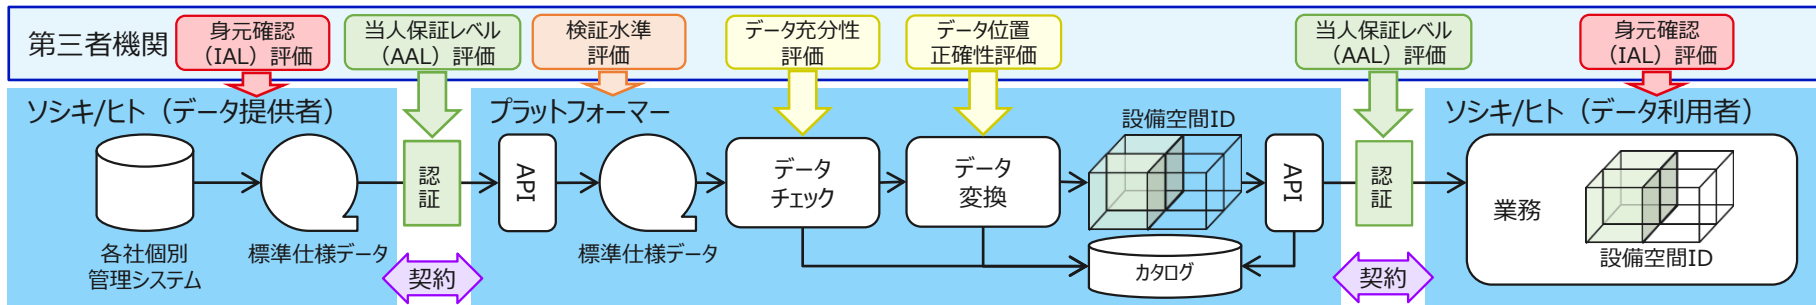 第三者機関
身元確認
（IAL）評価
当人保証レベル
（AAL）評価
検証水準
評価
データ充分性
評価
データ位置
正確性評価
当人保証レベル
（AAL）評価
身元確認
（IAL）評価
ソシキ/ヒト（データ提供者）
各社個別
管理システム
標準仕様データ
認
証
契約
プラットフォーマー
API
標準仕様データ
データ
チェック
データ
変換
設備空間ID
API
カタログ
認
証
契約
ソシキ/ヒト（データ利用者）
業務
設備空間ID